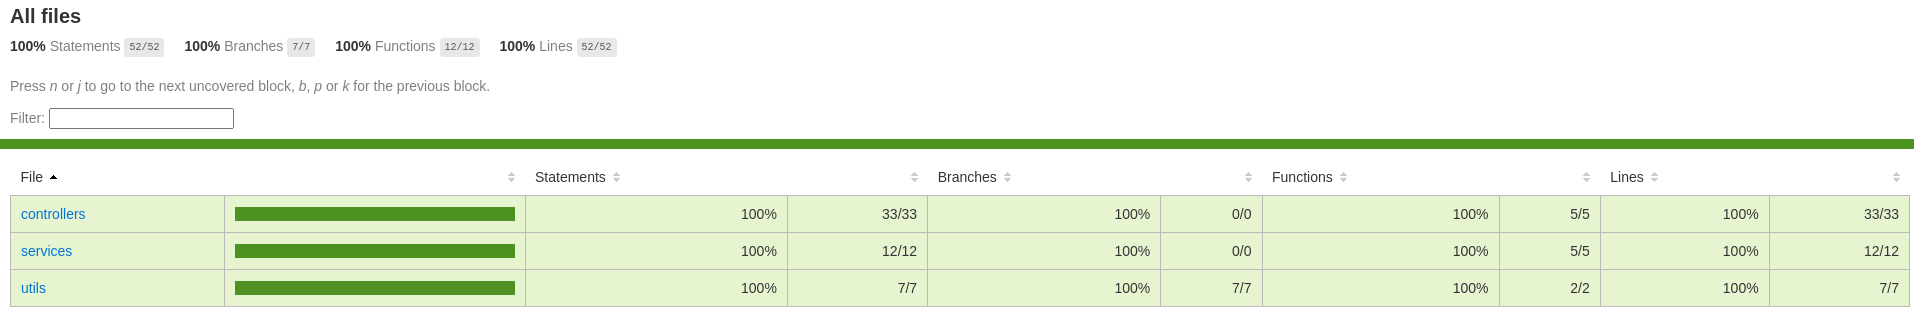 All files
100% Statements 52/52 100% Branches 7/7 100% Functions 12/12 100% Lines 52/52
Press n or j to go to the next uncovered block, b, p or k for the previous block.
Filter:
File Statements Branches Functions Lines
controllers 100% 33/33 100% 0/0 100% 5/5 100% 33/33
services 100% 12/12 100% 0/0 100% 5/5 100% 12/12
utils 100% 7/7 100% 7/7 100% 2/2 100% 7/7